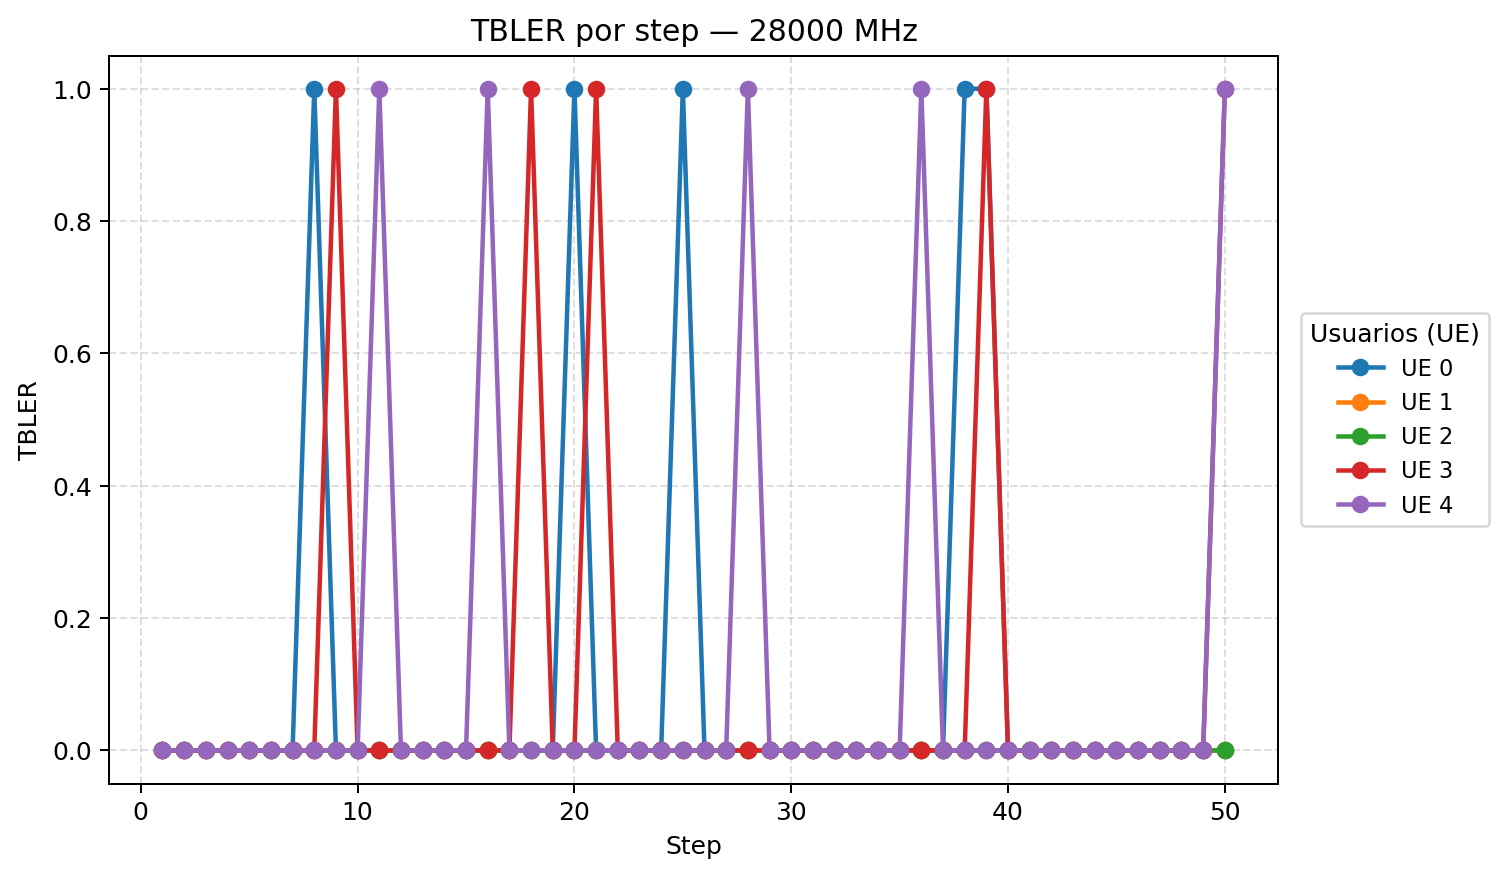 TBLER por step — 28000 MHz
1.0
0.8
0.6
0.4
0.2
0.0
TBLER
0 10 20 30 40 50
Step
Usuarios (UE)
UE 0
UE 1
UE 2
UE 3
UE 4